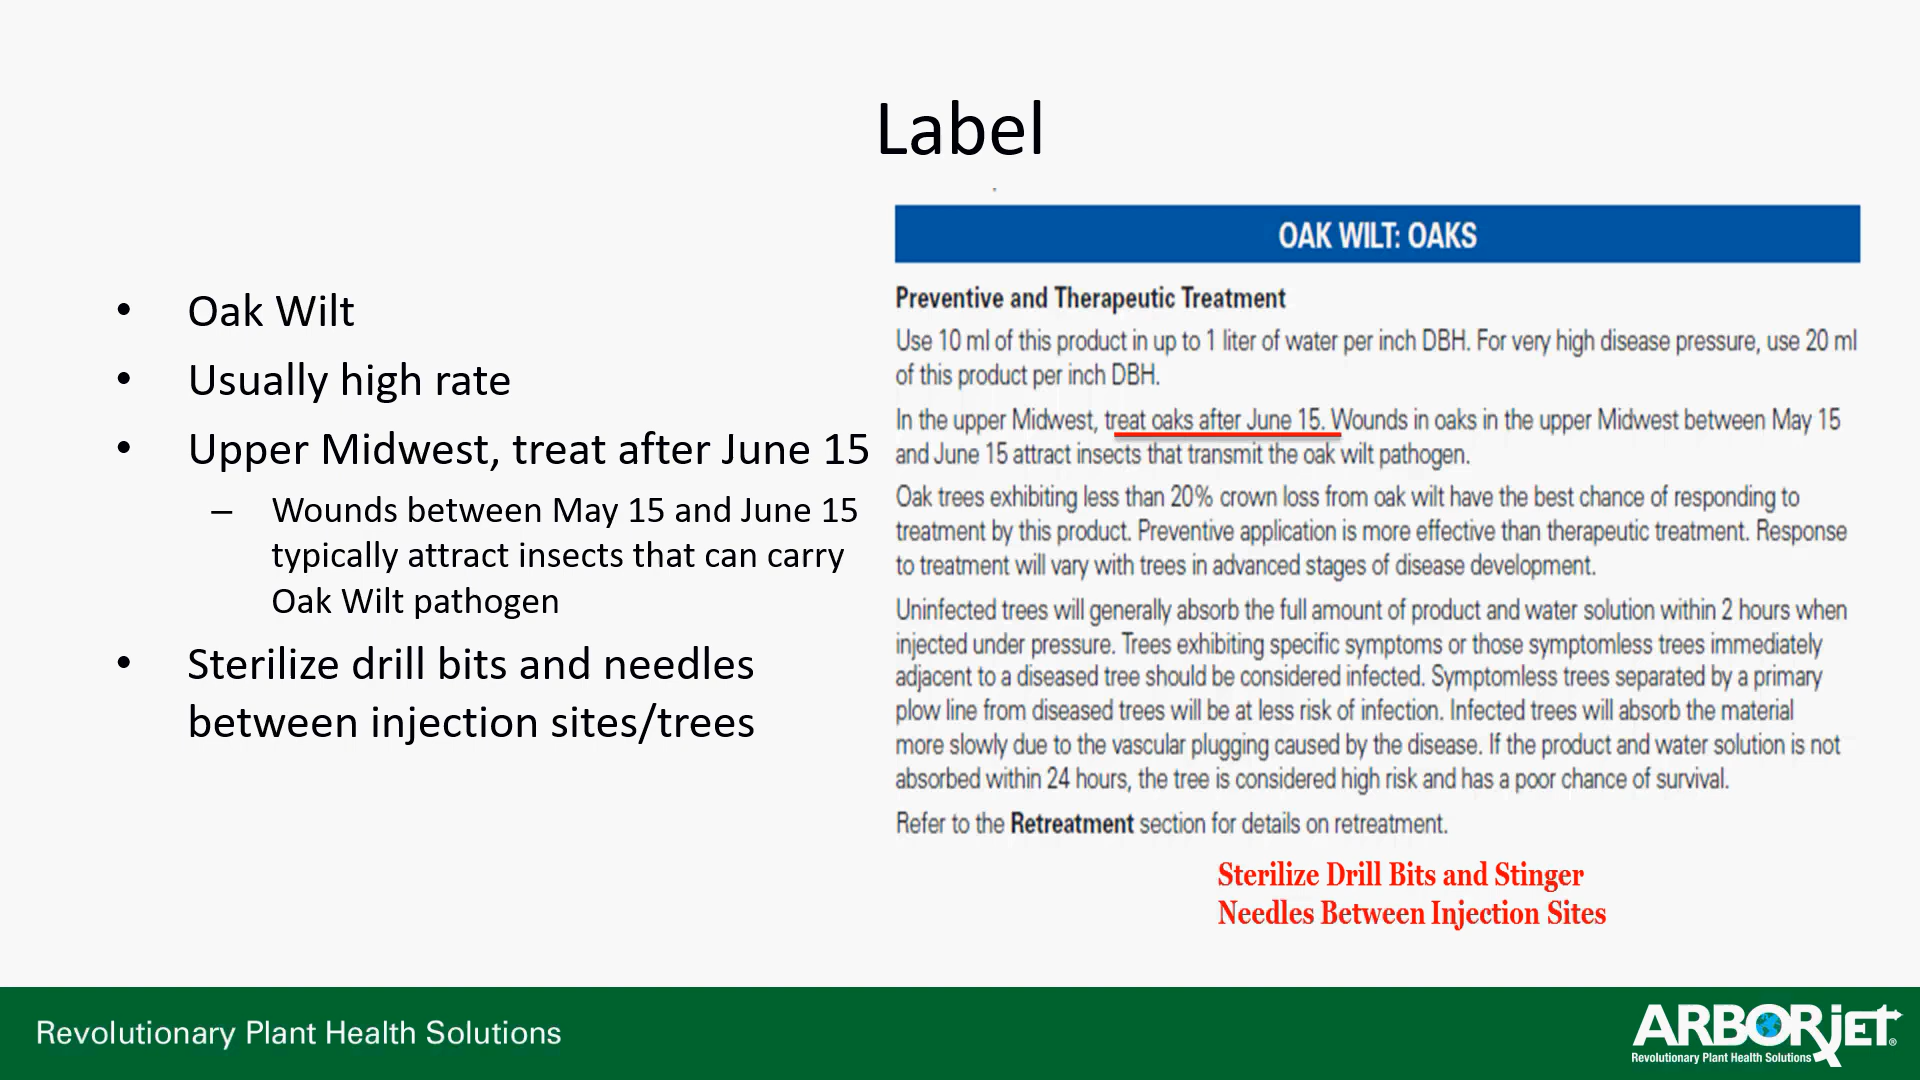 Label
• Oak Wilt
• Usually high rate
• Upper Midwest, treat after June 15
– Wounds between May 15 and June 15
typically attract insects that can carry
Oak Wilt pathogen
• Sterilize drill bits and needles
between injection sites/trees
OAK WILT: OAKS
Preventive and Therapeutic Treatment
Use 10 ml of this product in up to 1 liter of water per inch DBH. For very high disease pressure, use 20 ml
of this product per inch DBH.
In the upper Midwest, treat oaks after June 15. Wounds in oaks in the upper Midwest between May 15
and June 15 attract insects that transmit the oak wilt pathogen.
Oak trees exhibiting less than 20% crown loss from oak wilt have the best chance of responding to
treatment by this product. Preventive application is more effective than therapeutic treatment. Response
to treatment will vary with trees in advanced stages of disease development.
Uninfected trees will generally absorb the full amount of product and water solution within 2 hours when
injected under pressure. Trees exhibiting specific symptoms or those symptomless trees immediately
adjacent to a diseased tree should be considered infected. Symptomless trees separated by a primary
plow line from diseased trees will be at less risk of infection. Infected trees will absorb the material
more slowly due to the vascular plugging caused by the disease. If the product and water solution is not
absorbed within 24 hours, the tree is considered high risk and has a poor chance of survival.
Refer to the Retreatment section for details on retreatment.
Sterilize Drill Bits and Stinger
Needles Between Injection Sites
Revolutionary Plant Health Solutions
ARBORjET®
Revolutionary Plant Health Solutions